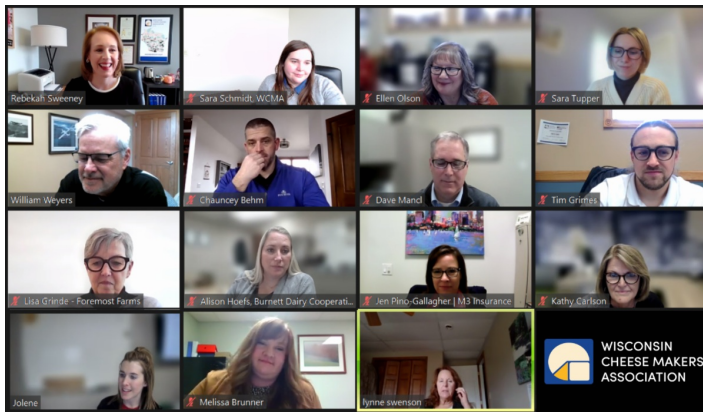 Rebekah Sweeney
Sara Schmidt, WCMA
Ellen Olson
Sara Tupper
William Weyers
Chauncey Behm
Dave Mancl
Tim Grimes
Lisa Grinde - Foremost Farms
Alison Hoefs, Burnett Dairy Cooperati...
Jen Pino-Gallagher | M3 Insurance
Kathy Carlson
Jolene
Melissa Brunner
lynne swenson
WISCONSIN
CHEESE MAKERS
ASSOCIATION